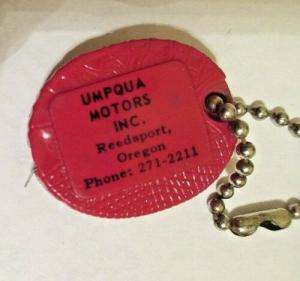 UMPQUA
MOTORS
INC.
Reedsport,
Oregon
Phone: 271-2211